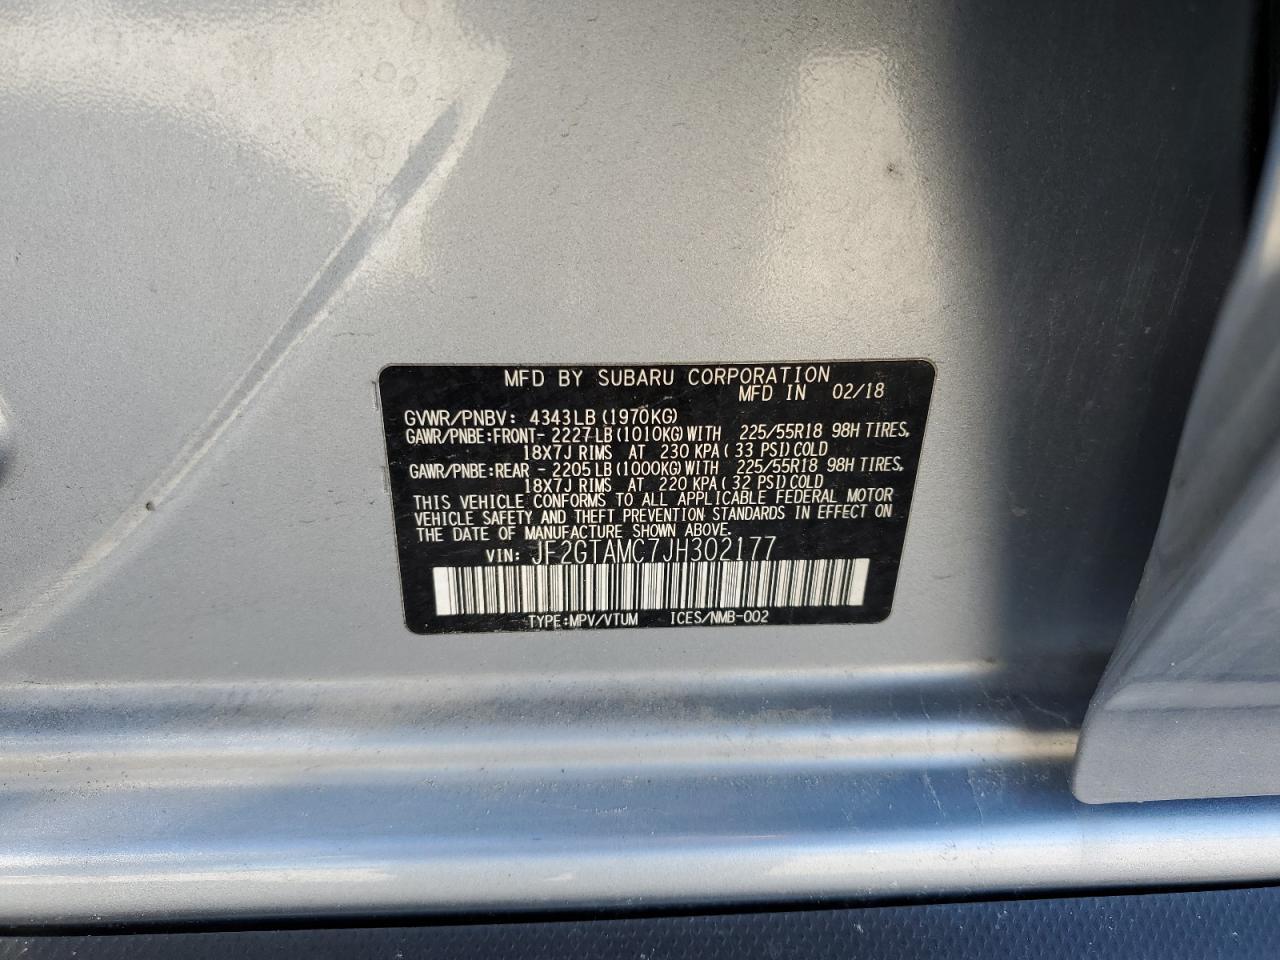 MFD BY SUBARU CORPORATION
MFD IN 02/18
GVWR/PNBV: 4343LB(1970KG)
GAWR/PNBE:FRONT- 2227LB(1010KG)WITH 225/55R18 98H TIRES,
18X7J RIMS AT 230 KPA( 33 PSI)COLD
GAWR/PNBE:REAR - 2205LB(1000KG)WITH 225/55R18 98H TIRES,
18X7J RIMS AT 220 KPA( 32 PSI)COLD
THIS VEHICLE CONFORMS TO ALL APPLICABLE FEDERAL MOTOR
VEHICLE SAFETY AND THEFT PREVENTION STANDARDS IN EFFECT ON
THE DATE OF MANUFACTURE SHOWN ABOVE.
VIN: JF2GTAMC7JH302177
TYPE:MPV/VTUM ICES/NMB-002